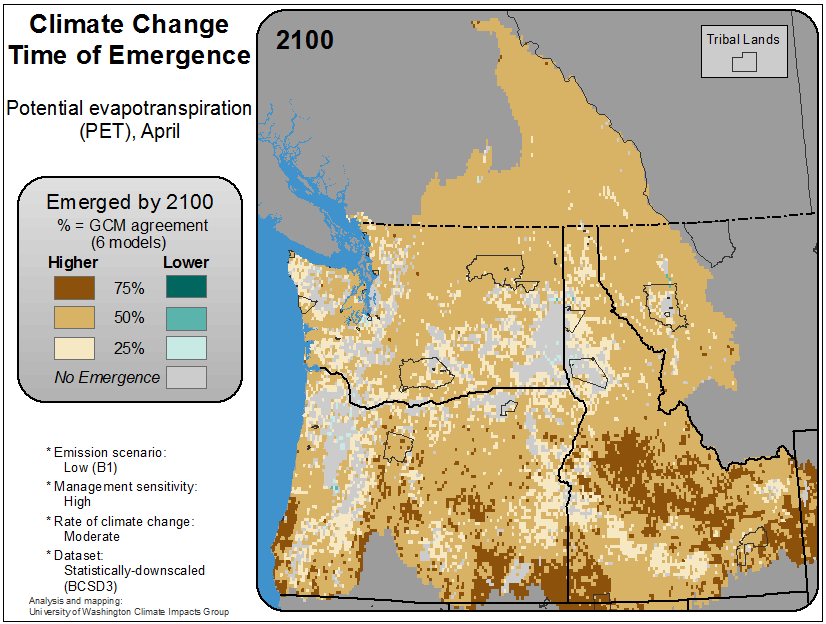 Climate Change
Time of Emergence
Potential evapotranspiration
(PET), April
Emerged by 2100
% = GCM agreement
(6 models)
Higher Lower
75%
50%
25%
No Emergence
* Emission scenario:
Low (B1)
* Management sensitivity:
High
* Rate of climate change:
Moderate
* Dataset:
Statistically-downscaled
(BCSD3)
Analysis and mapping:
University of Washington Climate Impacts Group
2100
Tribal Lands